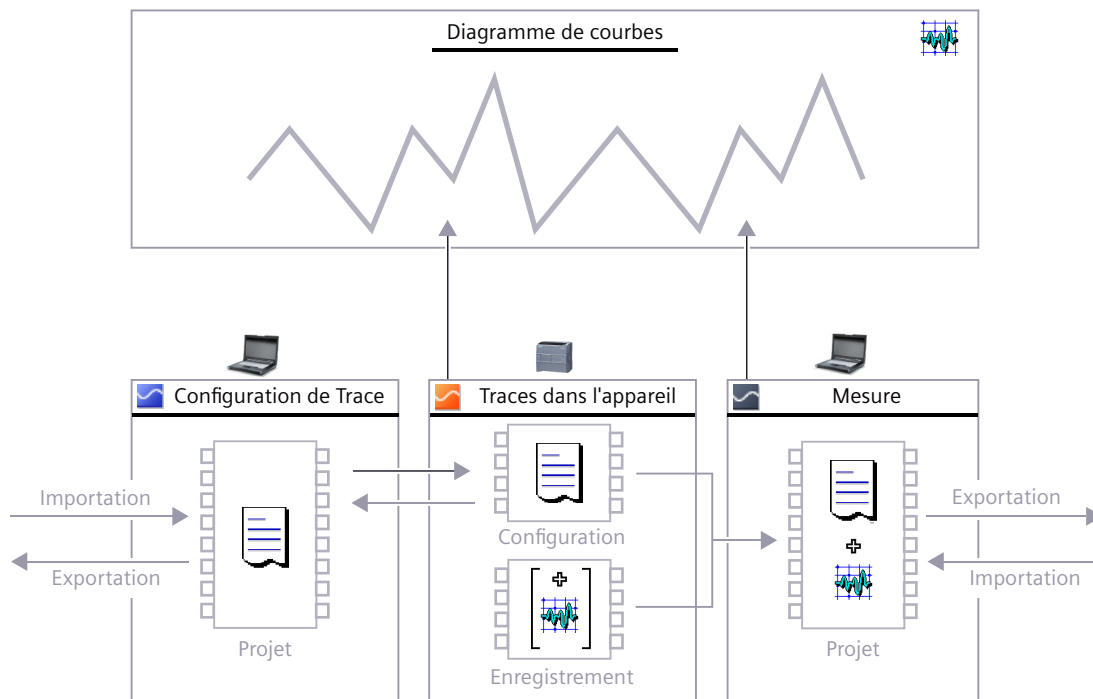 Diagramme de courbes
Configuration de Trace
Traces dans l'appareil
Mesure
Importation
Exportation
Projet
Configuration
Enregistrement
Exportation
Importation
Projet